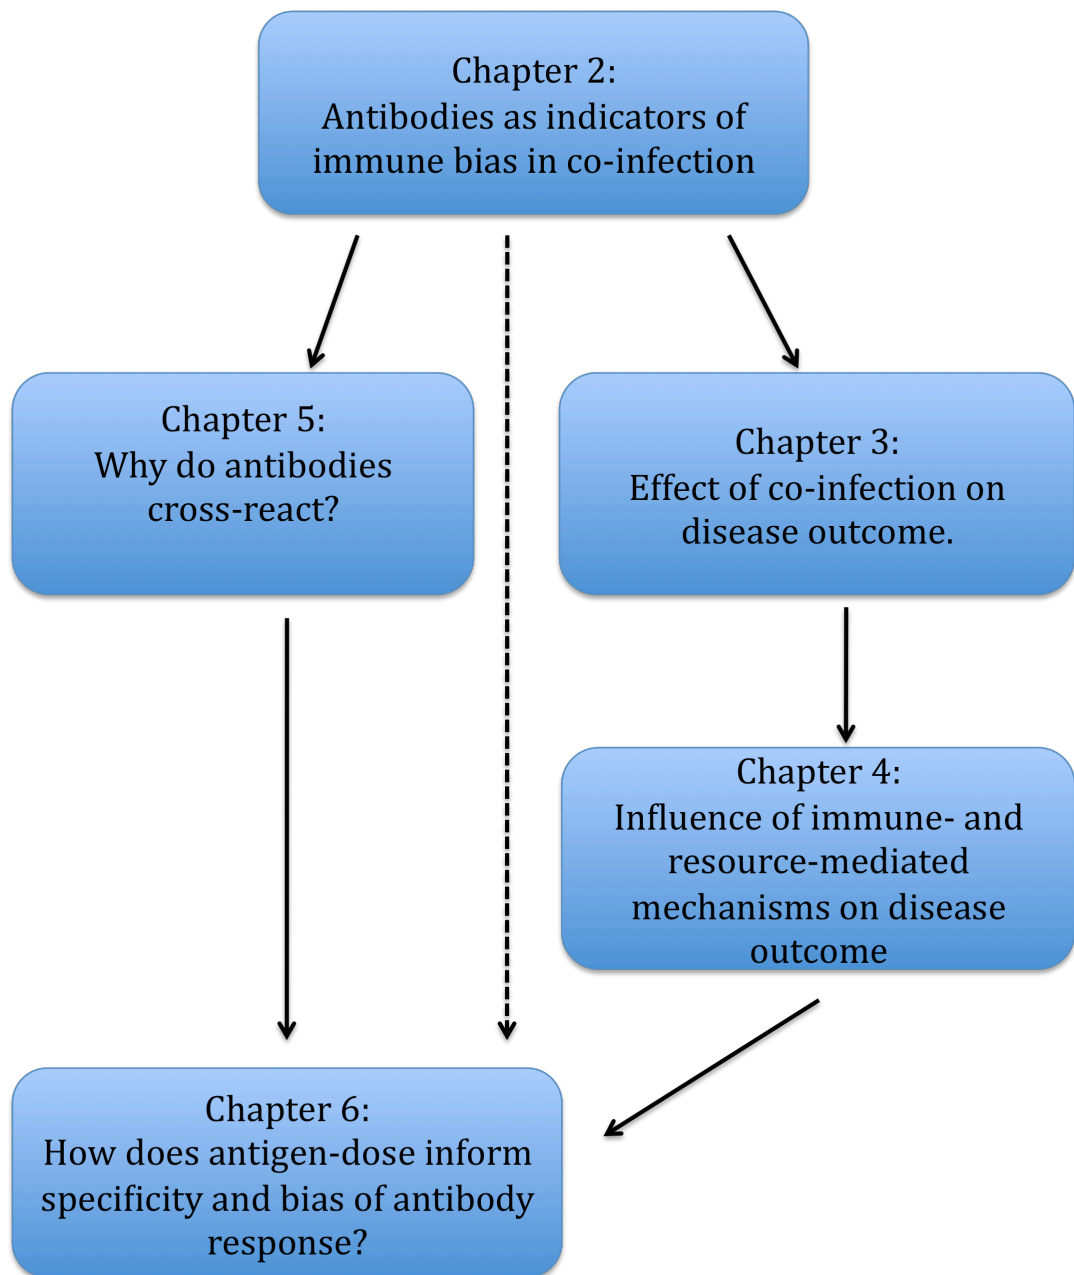 Chapter 2:
Antibodies as indicators of
immune bias in co-infection
Chapter 5:
Why do antibodies
cross-react?
Chapter 3:
Effect of co-infection on
disease outcome.
Chapter 4:
Influence of immune- and
resource-mediated
mechanisms on disease
outcome
Chapter 6:
How does antigen-dose inform
specificity and bias of antibody
response?